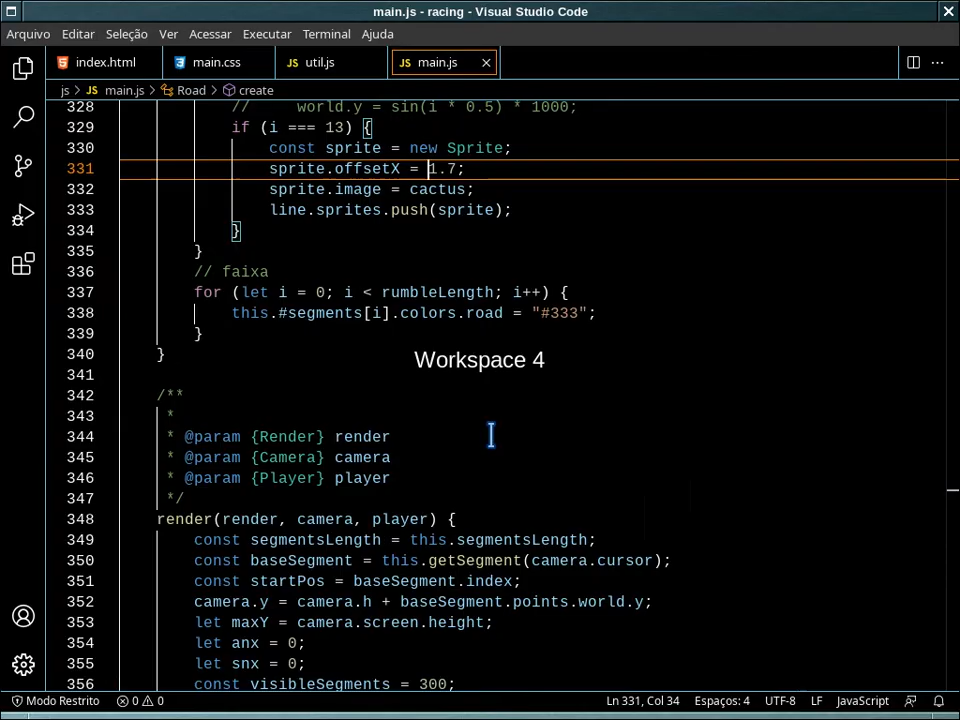 main.js - racing - Visual Studio Code
Arquivo Editar Seleção Ver Acessar Executar Terminal Ajuda
index.html main.css JS util.js JS main.js
js > JS main.js > Road > create
328 // world.y = sin(i * 0.5) * 1000;
329 if (i === 13) {
330 const sprite = new Sprite;
331 sprite.offsetX = 1.7;
332 sprite.image = cactus;
333 line.sprites.push(sprite);
334 }
335 }
336 // faixa
337 for (let i = 0; i < rumbleLength; i++) {
338 this.#segments[i].colors.road = "#333";
339 }
340 }
Workspace 4
341
342 /**
343 *
344 * @param {Render} render
345 * @param {Camera} camera
346 * @param {Player} player
347 */
348 render(render, camera, player) {
349 const segmentsLength = this.segmentsLength;
350 const baseSegment = this.getSegment(camera.cursor);
351 const startPos = baseSegment.index;
352 camera.y = camera.h + baseSegment.points.world.y;
353 let maxY = camera.screen.height;
354 let anx = 0;
355 let snx = 0;
356 const visibleSegments = 300;
Modo Restrito 0 0 Ln 331, Col 34 Espaços: 4 UTF-8 LF JavaScript